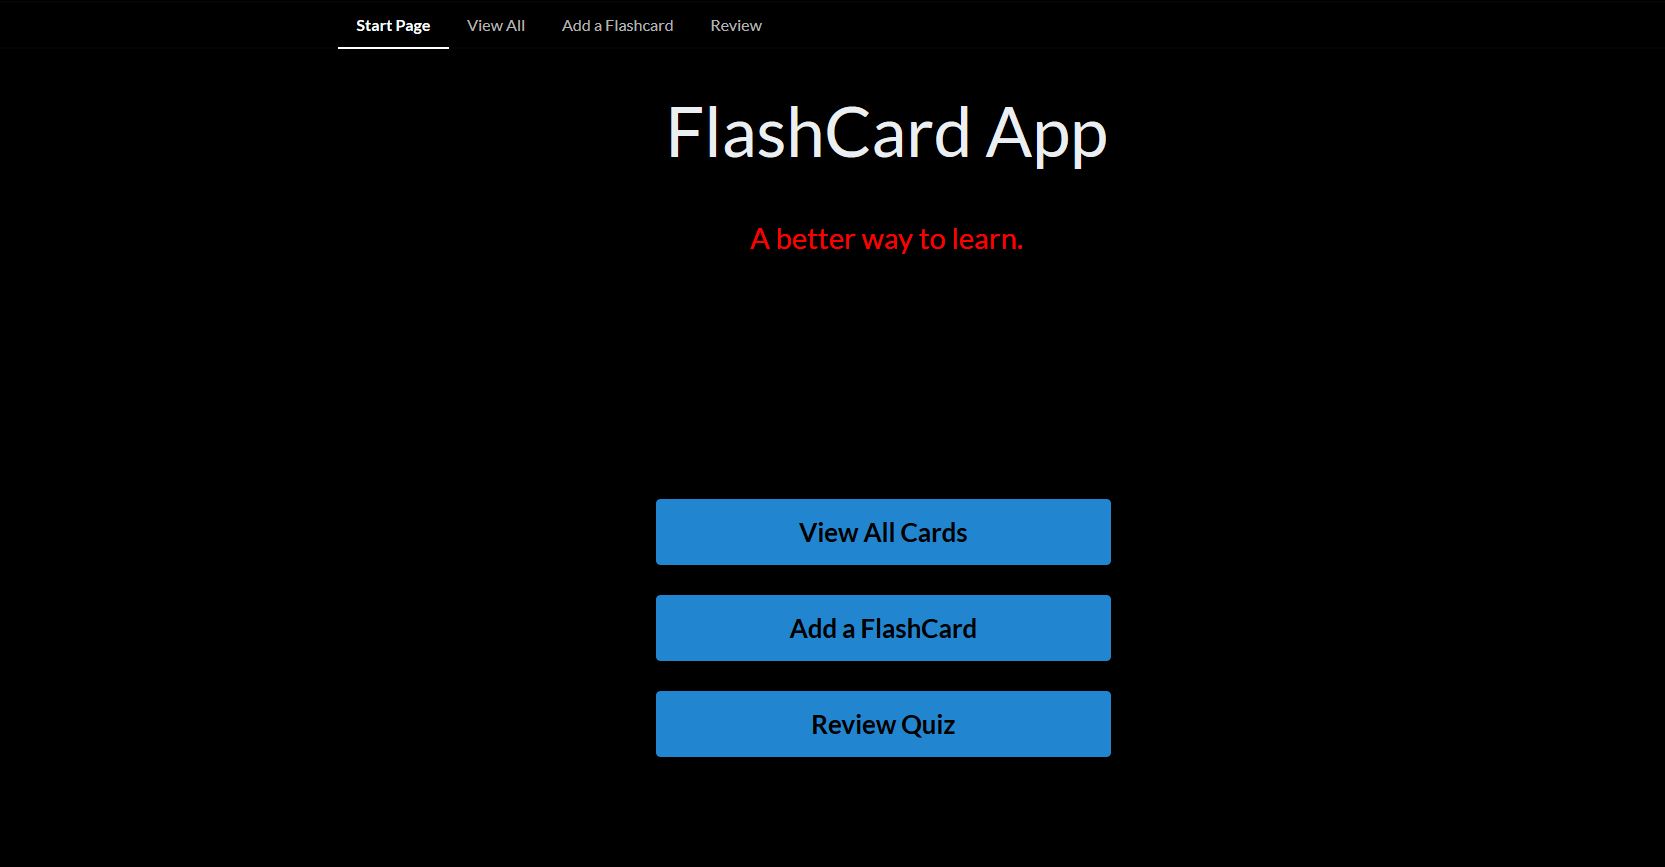 Start Page View All Add a Flashcard Review
FlashCard App
A better way to learn.
View All Cards
Add a FlashCard
Review Quiz